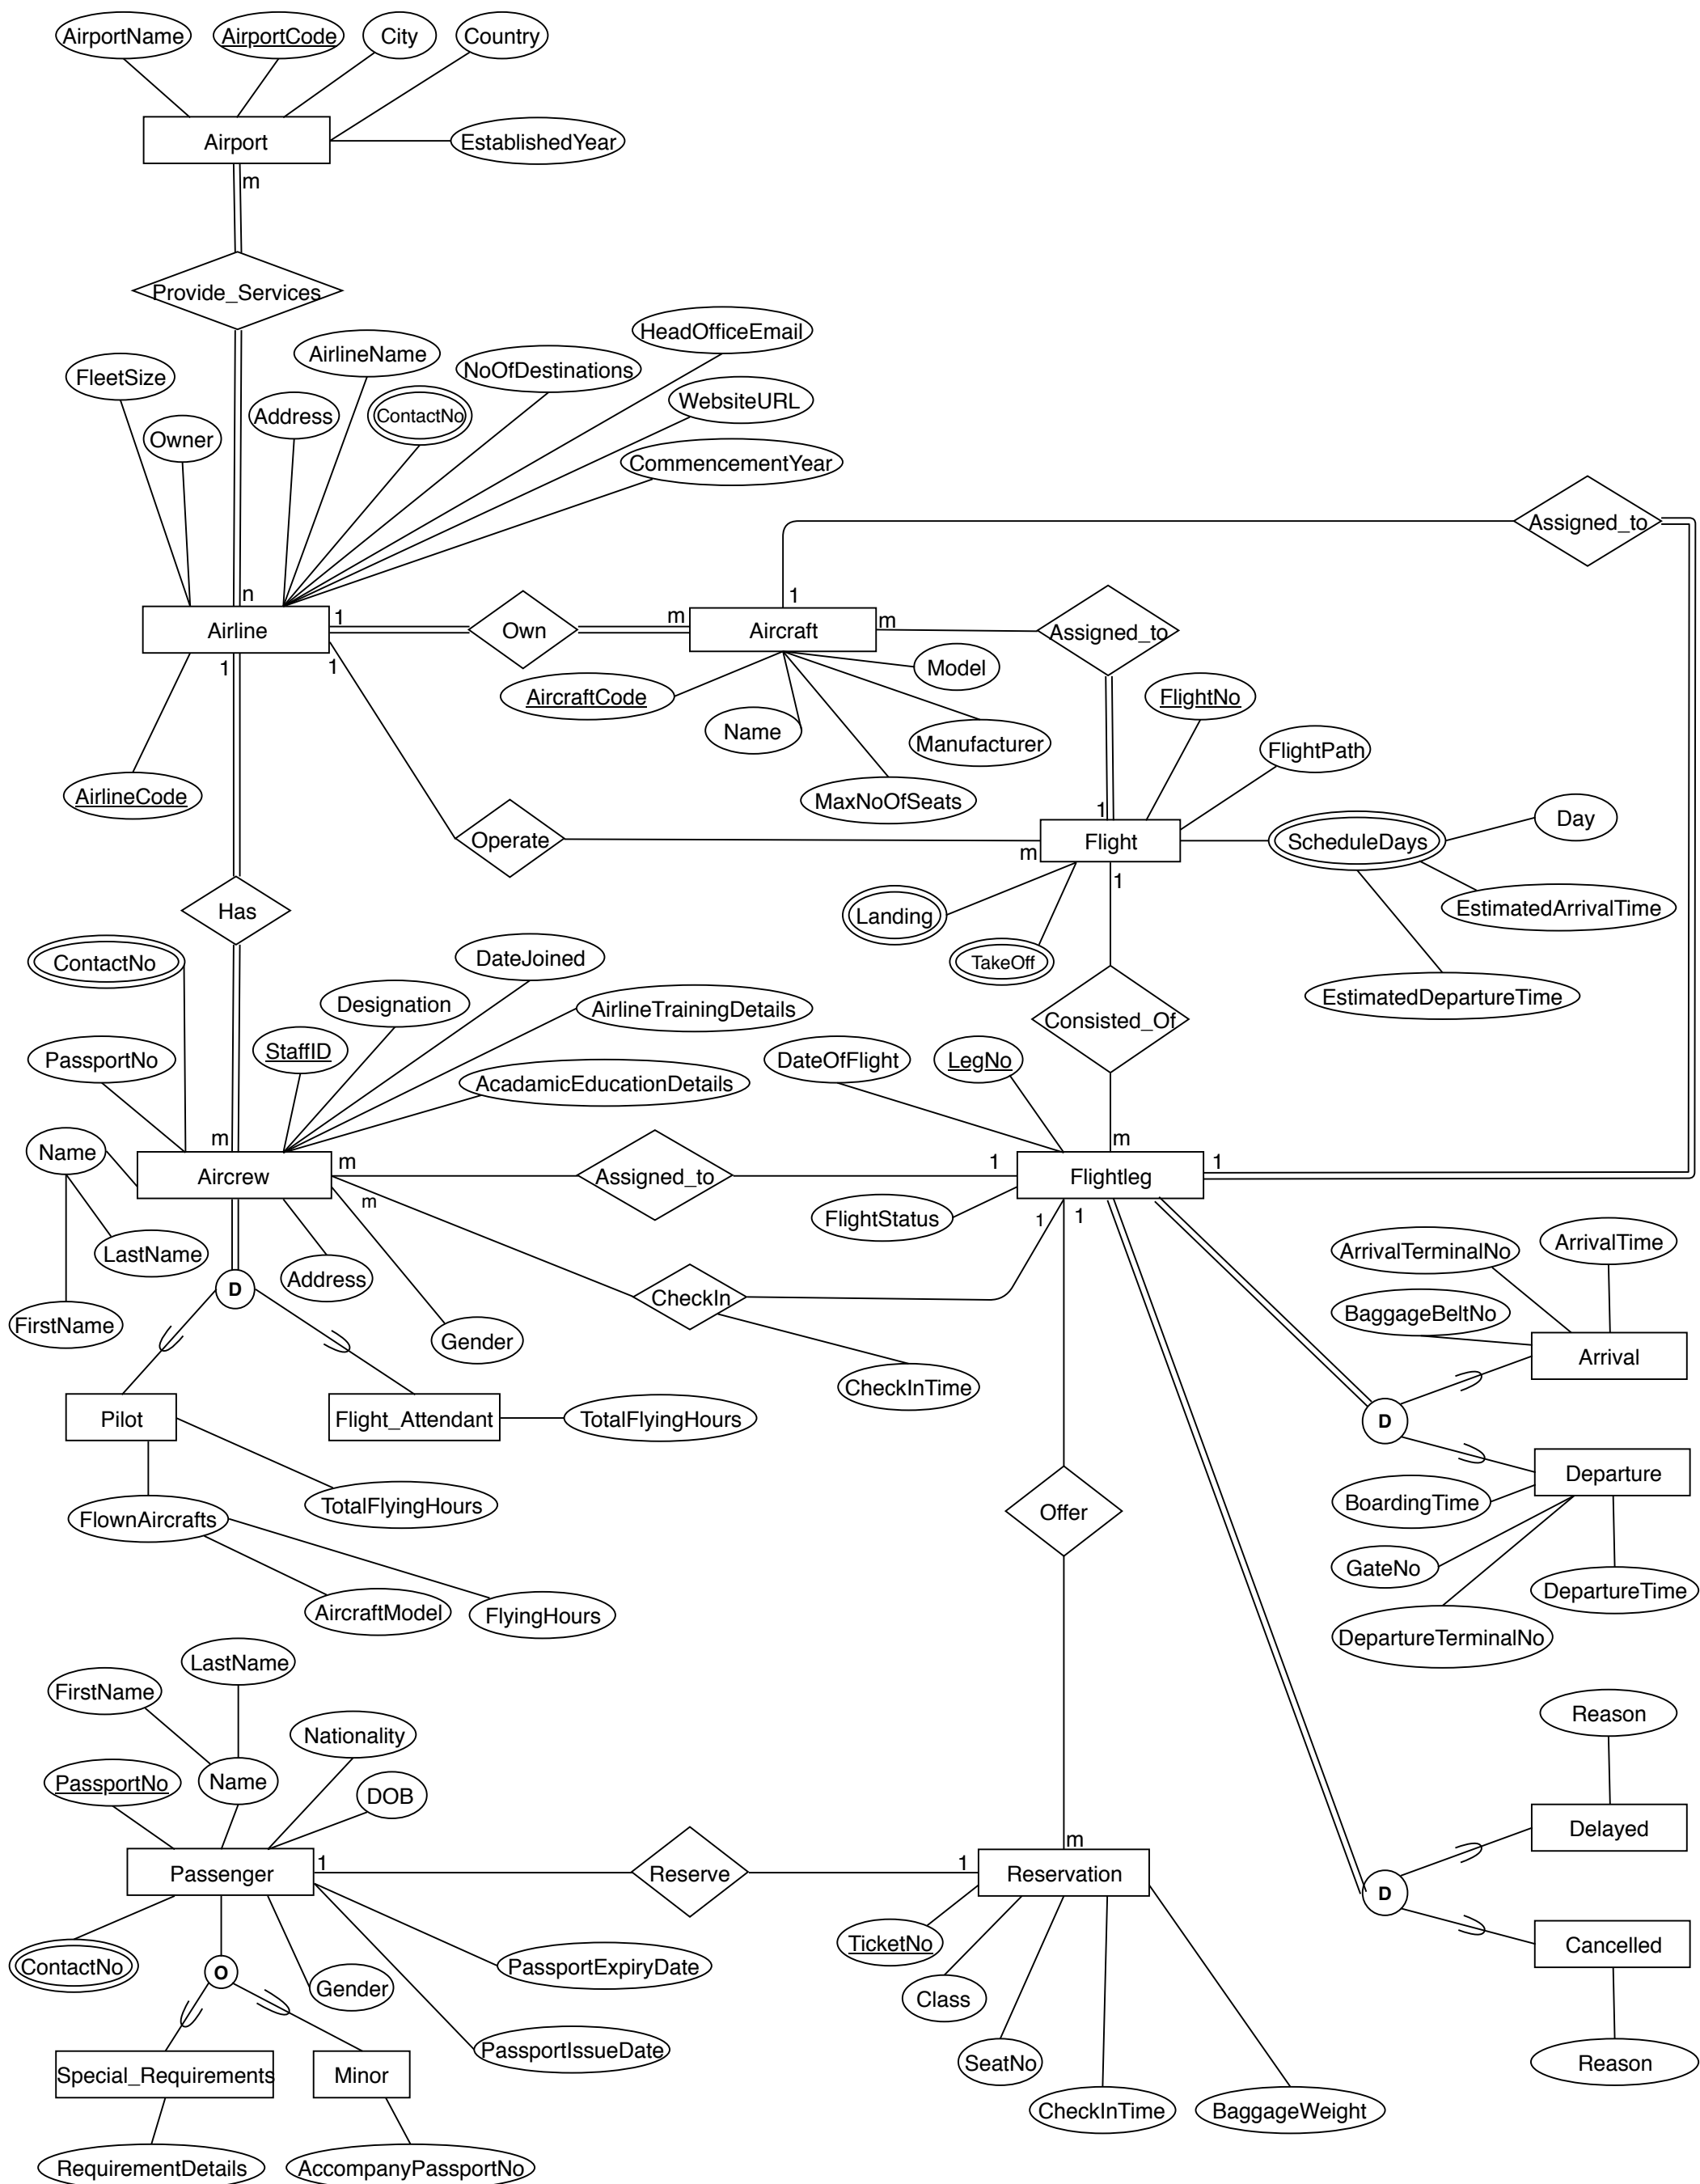 AirportName
AirportCode
City
Country
Airport
EstablishedYear
m
Provide_Services
HeadOfficeEmail
AirlineName
NoOfDestinations
FleetSize
WebsiteURL
Address
ContactNo
Owner
CommencementYear
Assigned_to
n
1
1
m
m
Airline
Own
Aircraft
Assigned_to
1
1
Model
AircraftCode
FlightNo
Name
Manufacturer
FlightPath
AirlineCode
MaxNoOfSeats
1
Day
Operate
Flight
ScheduleDays
m
1
Has
Landing
EstimatedArrivalTime
ContactNo
DateJoined
TakeOff
EstimatedDepartureTime
Designation
AirlineTrainingDetails
Consisted_Of
StaffID
PassportNo
DateOfFlight
LegNo
AcadamicEducationDetails
m
m
Name
m
1
1
Aircrew
Assigned_to
Flightleg
m
FlightStatus
1
1
LastName
ArrivalTerminalNo
ArrivalTime
D
Address
CheckIn
BaggageBeltNo
FirstName
Gender
Arrival
CheckInTime
Pilot
Flight_Attendant
TotalFlyingHours
D
Departure
TotalFlyingHours
BoardingTime
FlownAircrafts
Offer
GateNo
DepartureTime
AircraftModel
FlyingHours
DepartureTerminalNo
LastName
FirstName
Reason
Nationality
PassportNo
Name
DOB
Delayed
m
1
1
Passenger
Reserve
Reservation
D
TicketNo
Cancelled
ContactNo
O
PassportExpiryDate
Gender
Class
PassportIssueDate
SeatNo
Reason
Special_Requirements
Minor
CheckInTime
BaggageWeight
RequirementDetails
AccompanyPassportNo